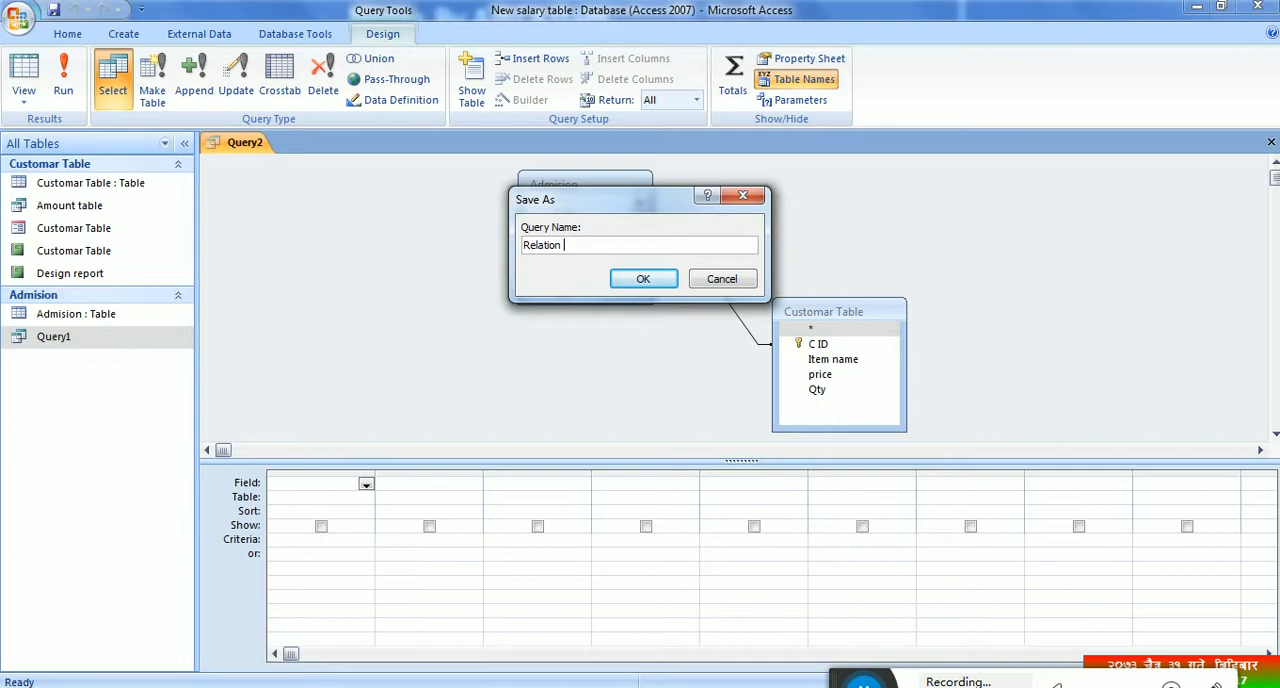 Query Tools
New salary table : Database (Access 2007) - Microsoft Access
Home
Create
External Data
Database Tools
Design
View
Run
Select
Make Table
Append
Update
Crosstab
Delete
Union
Pass-Through
Data Definition
Show Table
Insert Rows
Delete Rows
Builder
Insert Columns
Delete Columns
Return: All
Totals
Property Sheet
Table Names
Parameters
Results
Query Type
Query Setup
Show/Hide
All Tables
Customar Table
Customar Table : Table
Amount table
Customar Table
Customar Table
Design report
Admision
Admision : Table
Query1
Query2
Admision
Save As
Query Name:
Relation
OK
Cancel
Customar Table
*
C ID
Item name
price
Qty
Field:
Table:
Sort:
Show:
Criteria:
or:
Ready
Recording...
२०७३ चैत्र ३१ गते बिहिबार
17